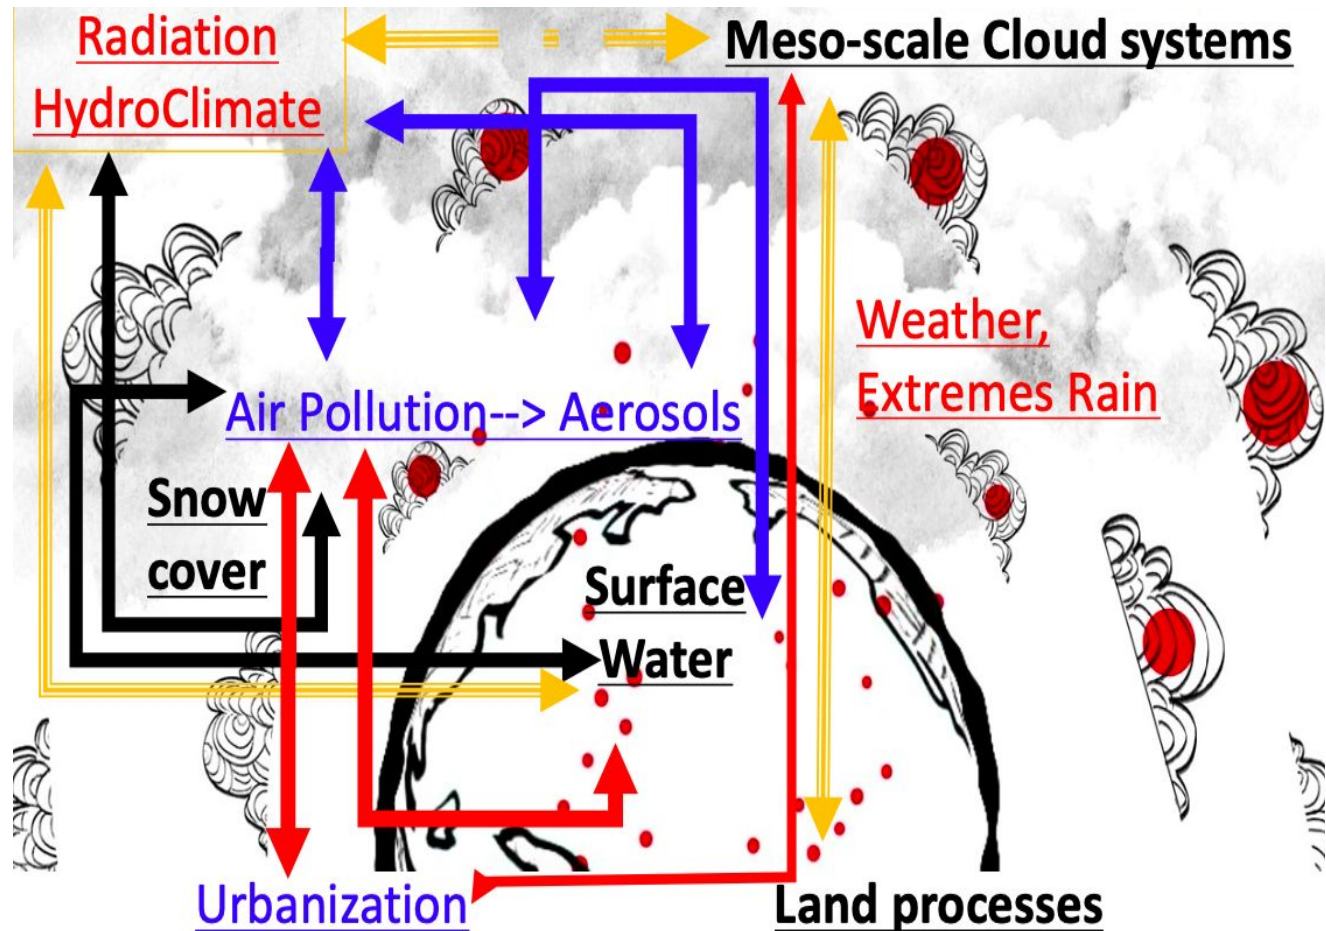 Radiation
HydroClimate
Meso-scale Cloud systems
Weather,
Extremes Rain
Air Pollution--> Aerosols
Snow
cover
Surface
Water
Urbanization
Land processes